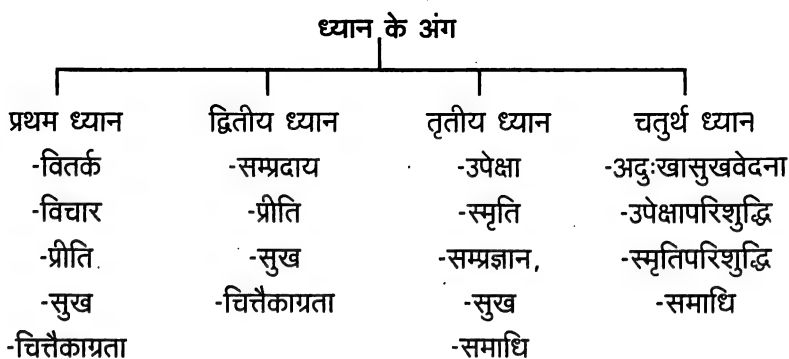 ध्यान के अंग
प्रथम ध्यान
-वितर्क
-विचार
-प्रीति
-सुख
-चित्तैकाग्रता
द्वितीय ध्यान
-सम्प्रदाय
-प्रीति
-सुख
-चित्तैकाग्रता
तृतीय ध्यान
-उपेक्षा
-स्मृति
-सम्प्रज्ञान,
-सुख
-समाधि
चतुर्थ ध्यान
-अदुःखासुखवेदना
-उपेक्षापरिशुद्धि
-स्मृतिपरिशुद्धि
-समाधि